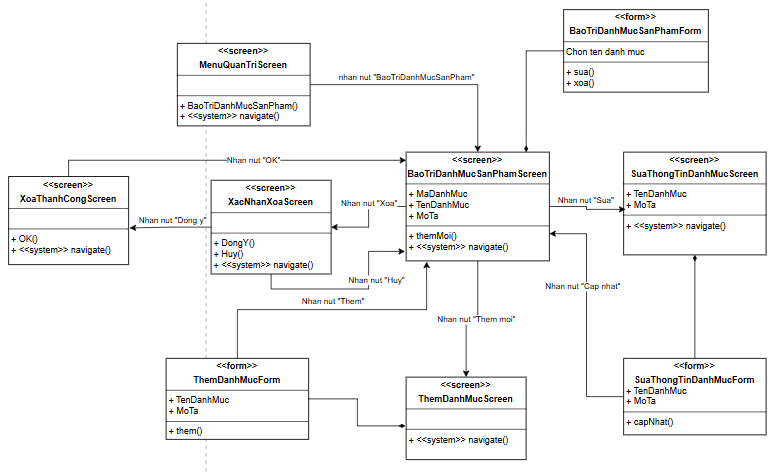 <<form>>
BaoTriDanhMucSanPhamForm
Chon ten danh muc
+ sua()
+ xoa()
<<screen>>
MenuQuanTriScreen
+ BaoTriDanhMucSanPham()
+ <<system>> navigate()
nhan nut "BaoTriDanhMucSanPham"
Nhan nut "OK"
<<screen>>
XoaThanhCongScreen
+ OK()
+ <<system>> navigate()
Nhan nut "Dong y"
<<screen>>
XacNhanXoaScreen
+ DongY()
+ Huy()
+ <<system>> navigate()
Nhan nut "Xoa"
<<screen>>
BaoTriDanhMucSanPhamScreen
+ MaDanhMuc
+ TenDanhMuc
+ MoTa
+ themMoi()
+ <<system>> navigate()
Nhan nut "Sua"
<<screen>>
SuaThongTinDanhMucScreen
+ TenDanhMuc
+ MoTa
+ <<system>> navigate()
Nhan nut "Huy"
Nhan nut "Cap nhat"
Nhan nut "Them"
Nhan nut "Them moi"
<<form>>
ThemDanhMucForm
+ TenDanhMuc
+ MoTa
+ them()
<<screen>>
ThemDanhMucScreen
+ <<system>> navigate()
<<form>>
SuaThongTinDanhMucForm
+ TenDanhMuc
+ MoTa
+ capNhat()